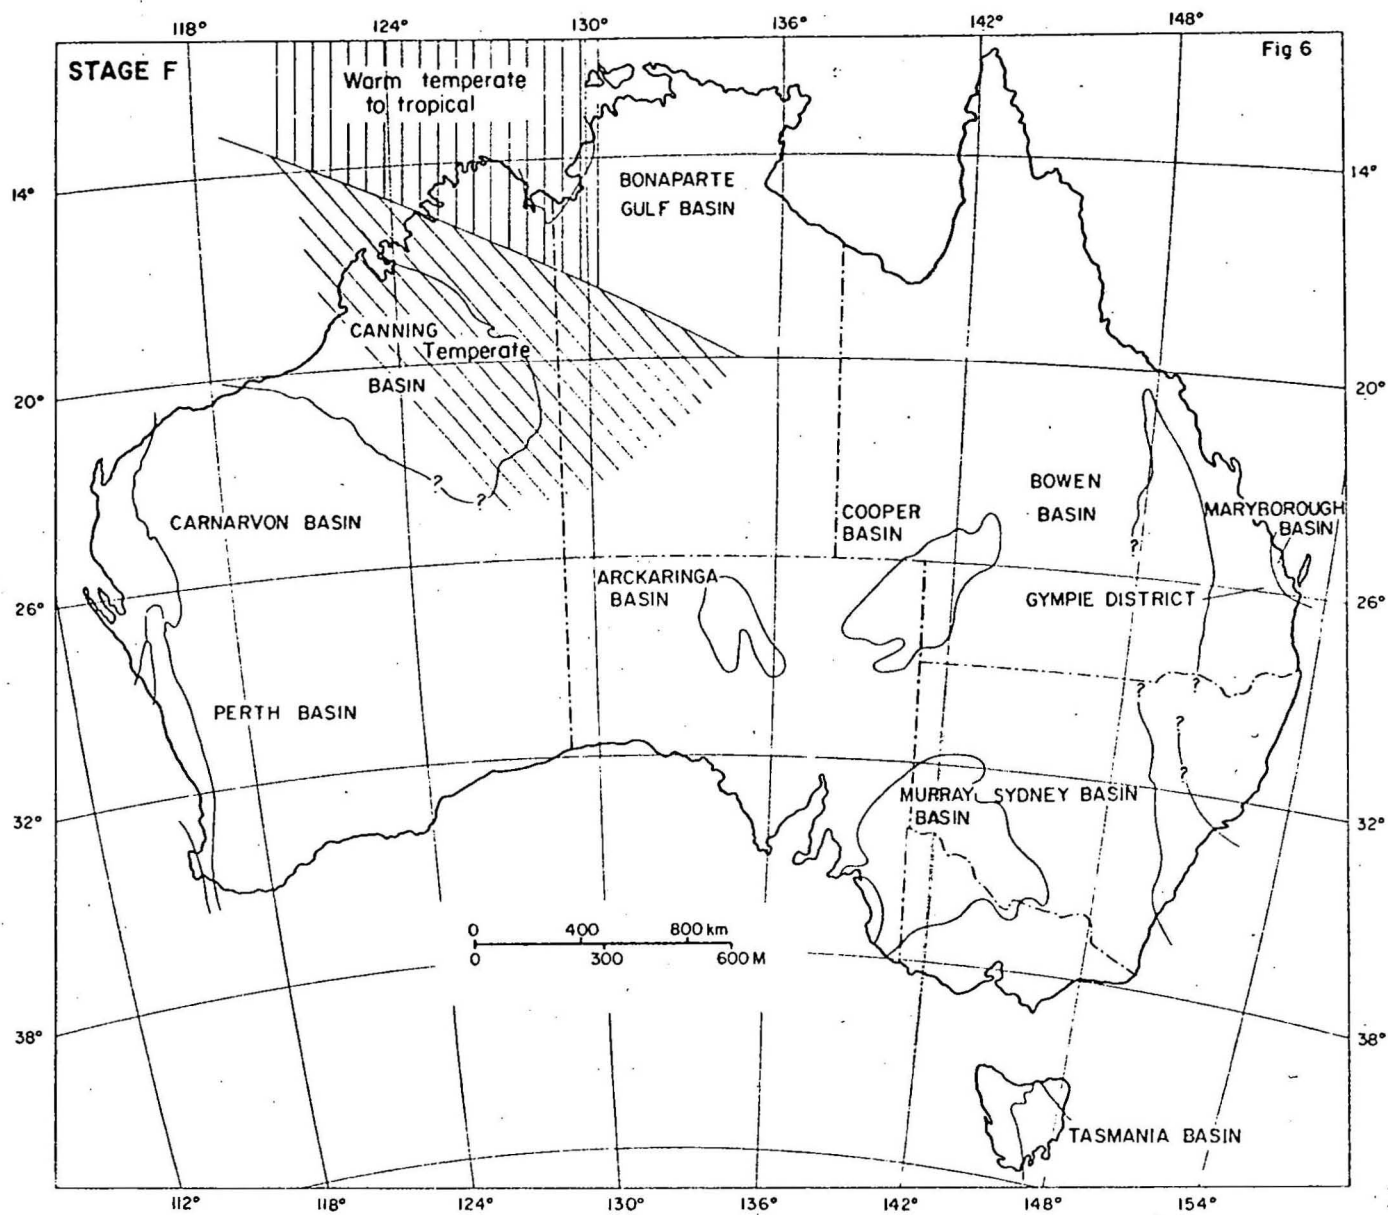 118° 124° 130° 136° 142° 148°
STAGE F
Fig 6
Warm temperate
to tropical
BONAPARTE
GULF BASIN
14° 14°
CANNING
Temperate
BASIN
20° 20°
BOWEN
BASIN
CARNARVON BASIN
COOPER
BASIN
MARYBOROUGH
BASIN
ARCKARINGA
BASIN
GYMPIE DISTRICT
26° 26°
? ? ? ? ? ? ?
PERTH BASIN
MURRAY
BASIN
SYDNEY BASIN
32° 32°
0 400 800 km
0 300 600 M
38° 38°
TASMANIA BASIN
112° 118° 124° 130° 136° 142° 148° 154°